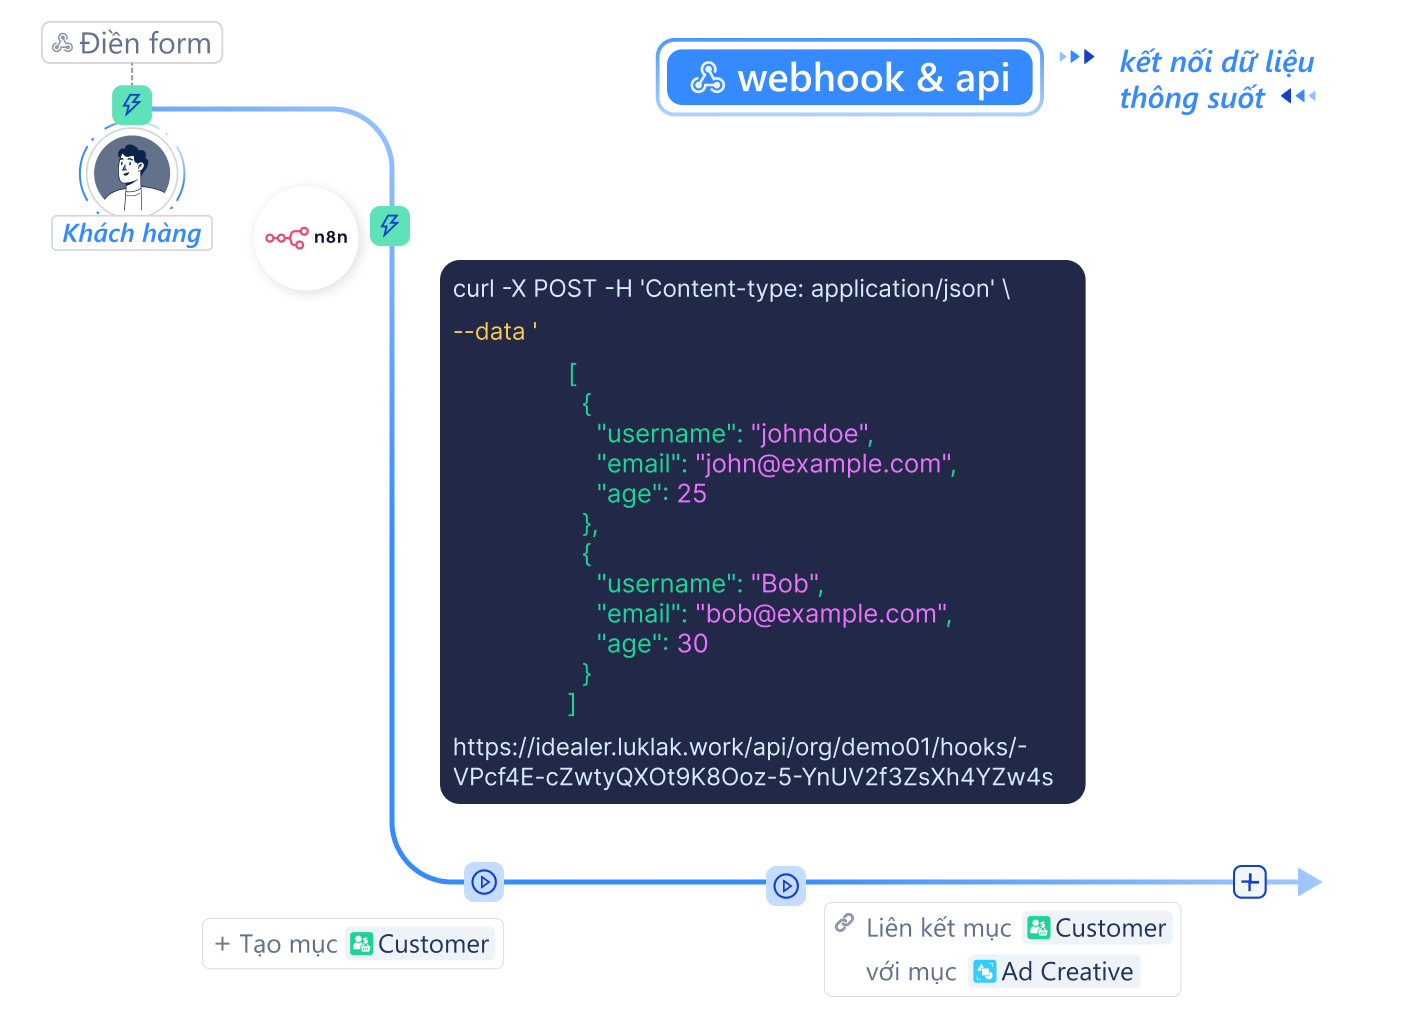 Điền form
webhook & api
kết nối dữ liệu
thông suốt
Khách hàng
n8n
curl -X POST -H 'Content-type: application/json' \
--data '
[
{
"username": "johndoe",
"email": "john@example.com",
"age": 25
},
{
"username": "Bob",
"email": "bob@example.com",
"age": 30
}
]
https://idealer.luklak.work/api/org/demo01/hooks/-
VPcf4E-cZwtyQXOt9K8Ooz-5-YnUV2f3ZsXh4YZw4s
+ Tạo mục Customer
Liên kết mục Customer
với mục Ad Creative